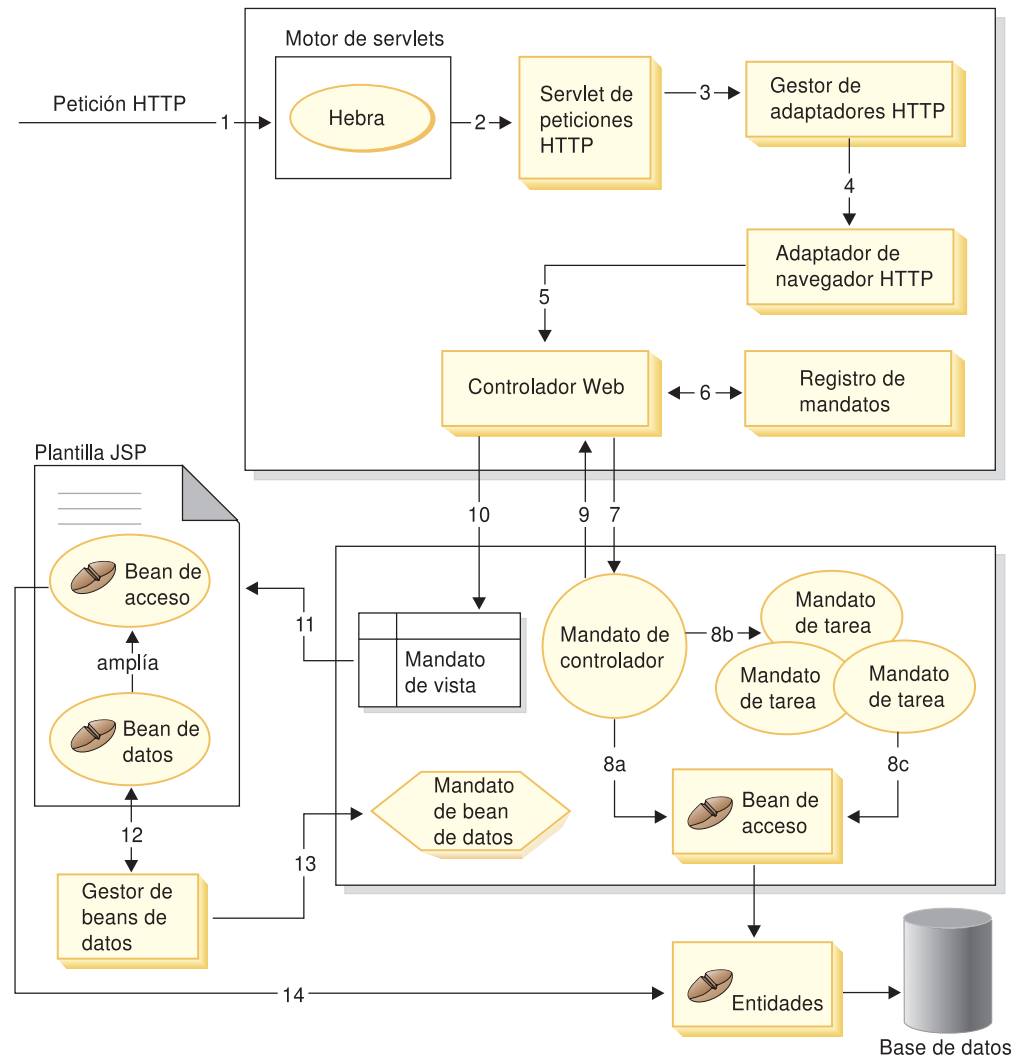 Motor de servlets
Petición HTTP
1
Hebra
2
Servlet de
peticiones
HTTP
3
Gestor de
adaptadores HTTP
4
Adaptador de
navegador HTTP
5
Controlador Web
6
Registro de
mandatos
Plantilla JSP
10
9
7
Bean de
acceso
amplía
Bean de
datos
11
Mandato
de vista
Mandato de
controlador
8b
Mandato
de tarea
Mandato
de tarea
Mandato
de tarea
8a
8c
Mandato
de bean
de datos
Bean de
acceso
12
13
Gestor de
beans de
datos
14
Entidades
Base de datos